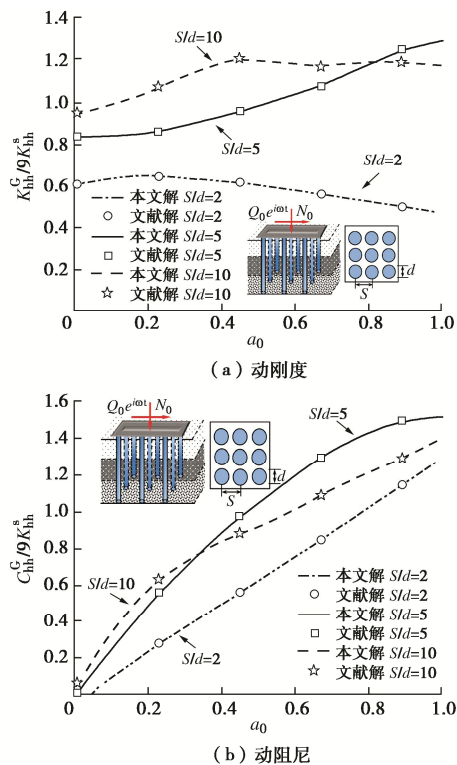 1.4
1.2
1.0
0.8
0.6
0.4
0.2
0
0.2
0.4
0.6
0.8
1.0
K^G_hh/9K^s_hh
a0
S/d=10
S/d=5
S/d=2
本文解 S/d=2
文献解 S/d=2
本文解 S/d=5
文献解 S/d=5
本文解 S/d=10
文献解 S/d=10
Q0e^iωt N0
d
S
(a)动刚度
1.6
1.4
1.2
1.0
0.8
0.6
0.4
0.2
0
0.2
0.4
0.6
0.8
1.0
C^G_hh/9K^s_hh
a0
Q0e^iωt N0
d
S
S/d=5
S/d=10
S/d=2
本文解 S/d=2
文献解 S/d=2
本文解 S/d=5
文献解 S/d=5
本文解 S/d=10
文献解 S/d=10
(b)动阻尼